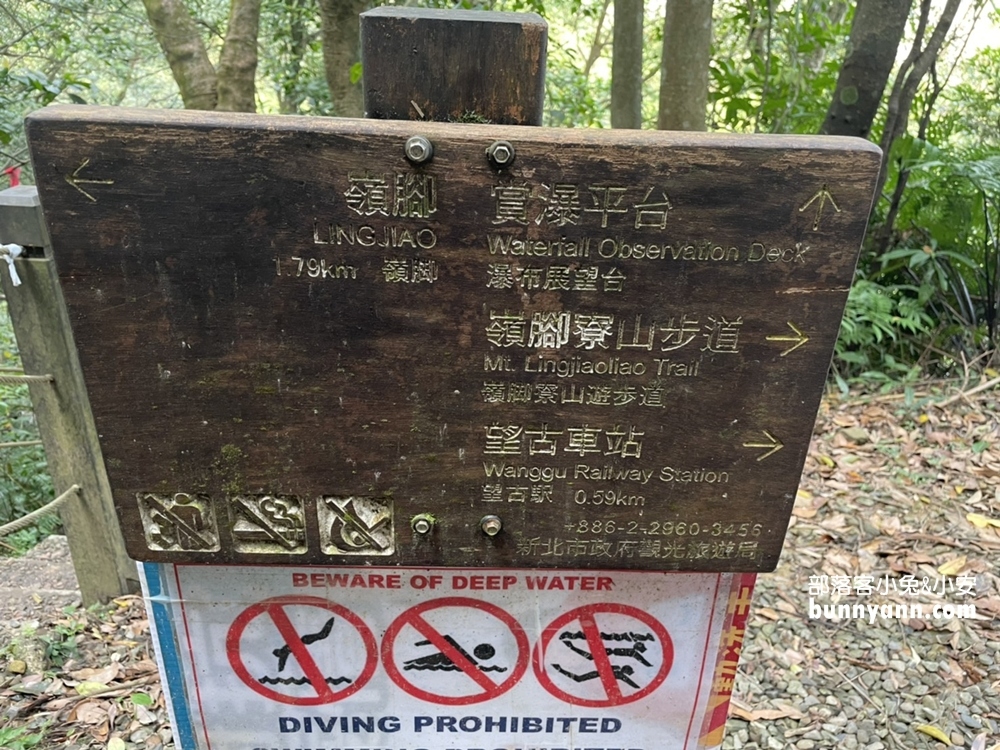 嶺腳
LINGJIAO
1.79km 嶺脚
賞瀑平台
Waterfall Observation Deck
瀑布展望台
嶺腳寮山步道
Mt. Lingjiaoliao Trail
嶺脚寮山遊歩道
望古車站
Wanggu Railway Station
望古駅 0.59km
+886-2-2960-3456
新北市政府觀光旅遊局
BEWARE OF DEEP WATER
DIVING PROHIBITED
SWIMMING PROHIBITED
部落客小兔小安
bunnyann.com